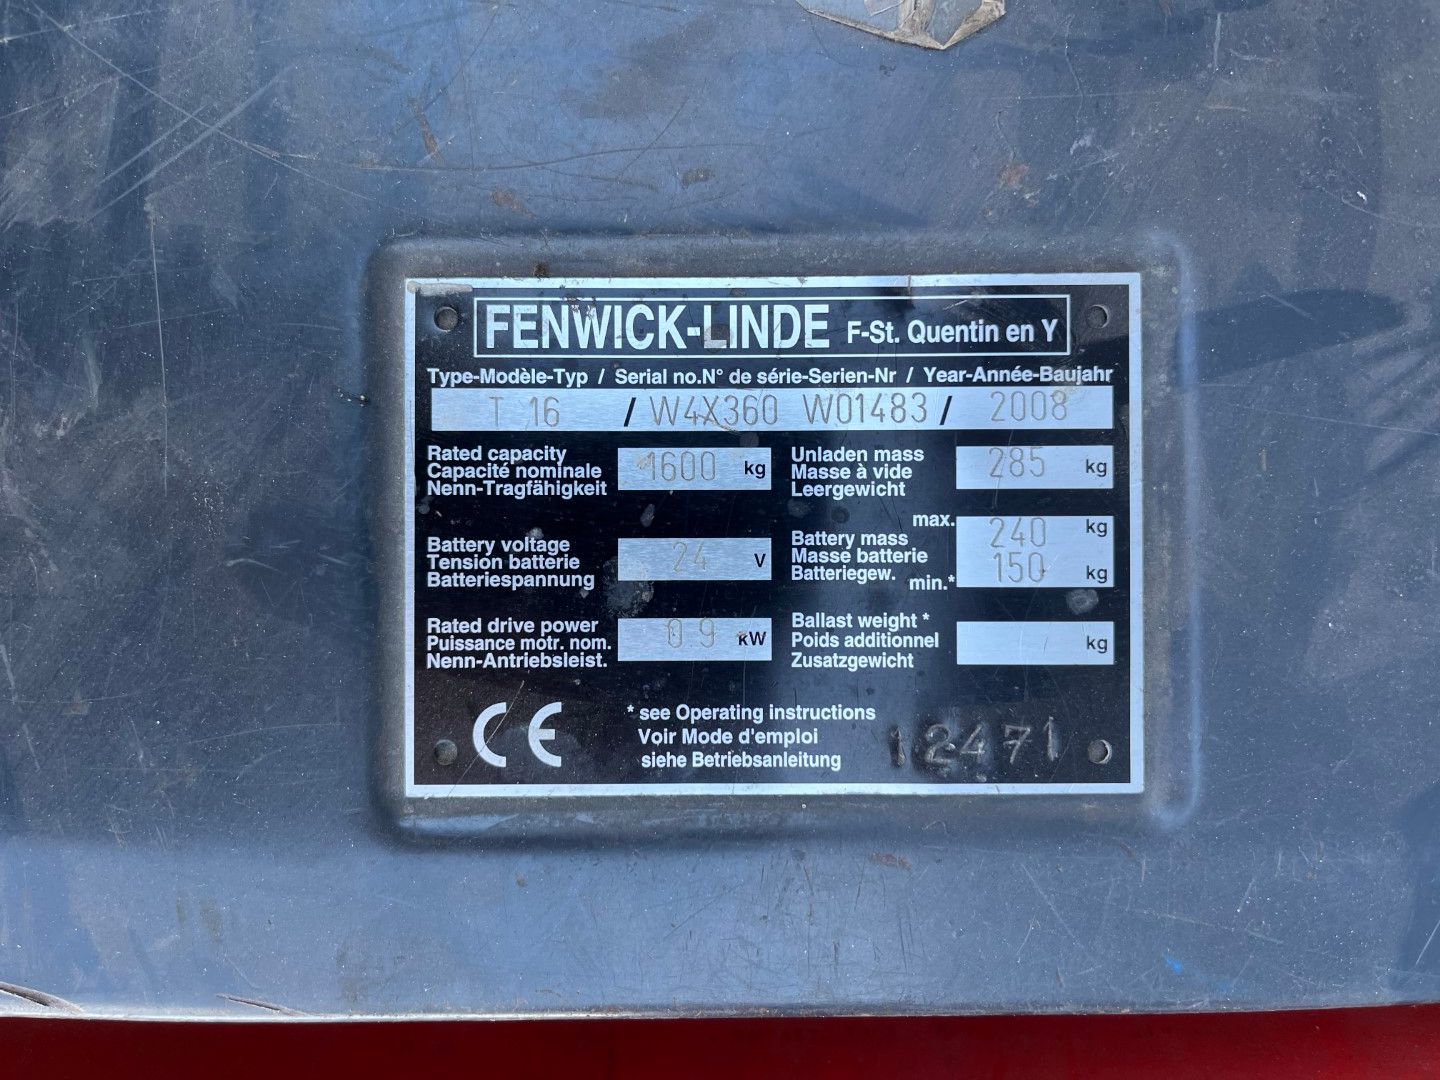 FENWICK-LINDE F-St. Quentin en Y
Type-Modèle-Typ / Serial no.N° de série-Serien-Nr / Year-Année-Baujahr
T 16 / W4X360 W01483 / 2008
Rated capacity
Capacité nominale
Nenn-Tragfähigkeit
1600 kg
Unladen mass
Masse à vide
Leergewicht
285 kg
Battery voltage
Tension batterie
Batteriespannung
24 V
max.
Battery mass
Masse batterie
Batteriegew. min.*
240 kg
150 kg
Rated drive power
Puissance motr. nom.
Nenn-Antriebsleist.
0.9 kW
Ballast weight *
Poids additionnel
Zusatzgewicht
kg
CE
* see Operating instructions
Voir Mode d'emploi
siehe Betriebsanleitung
12471